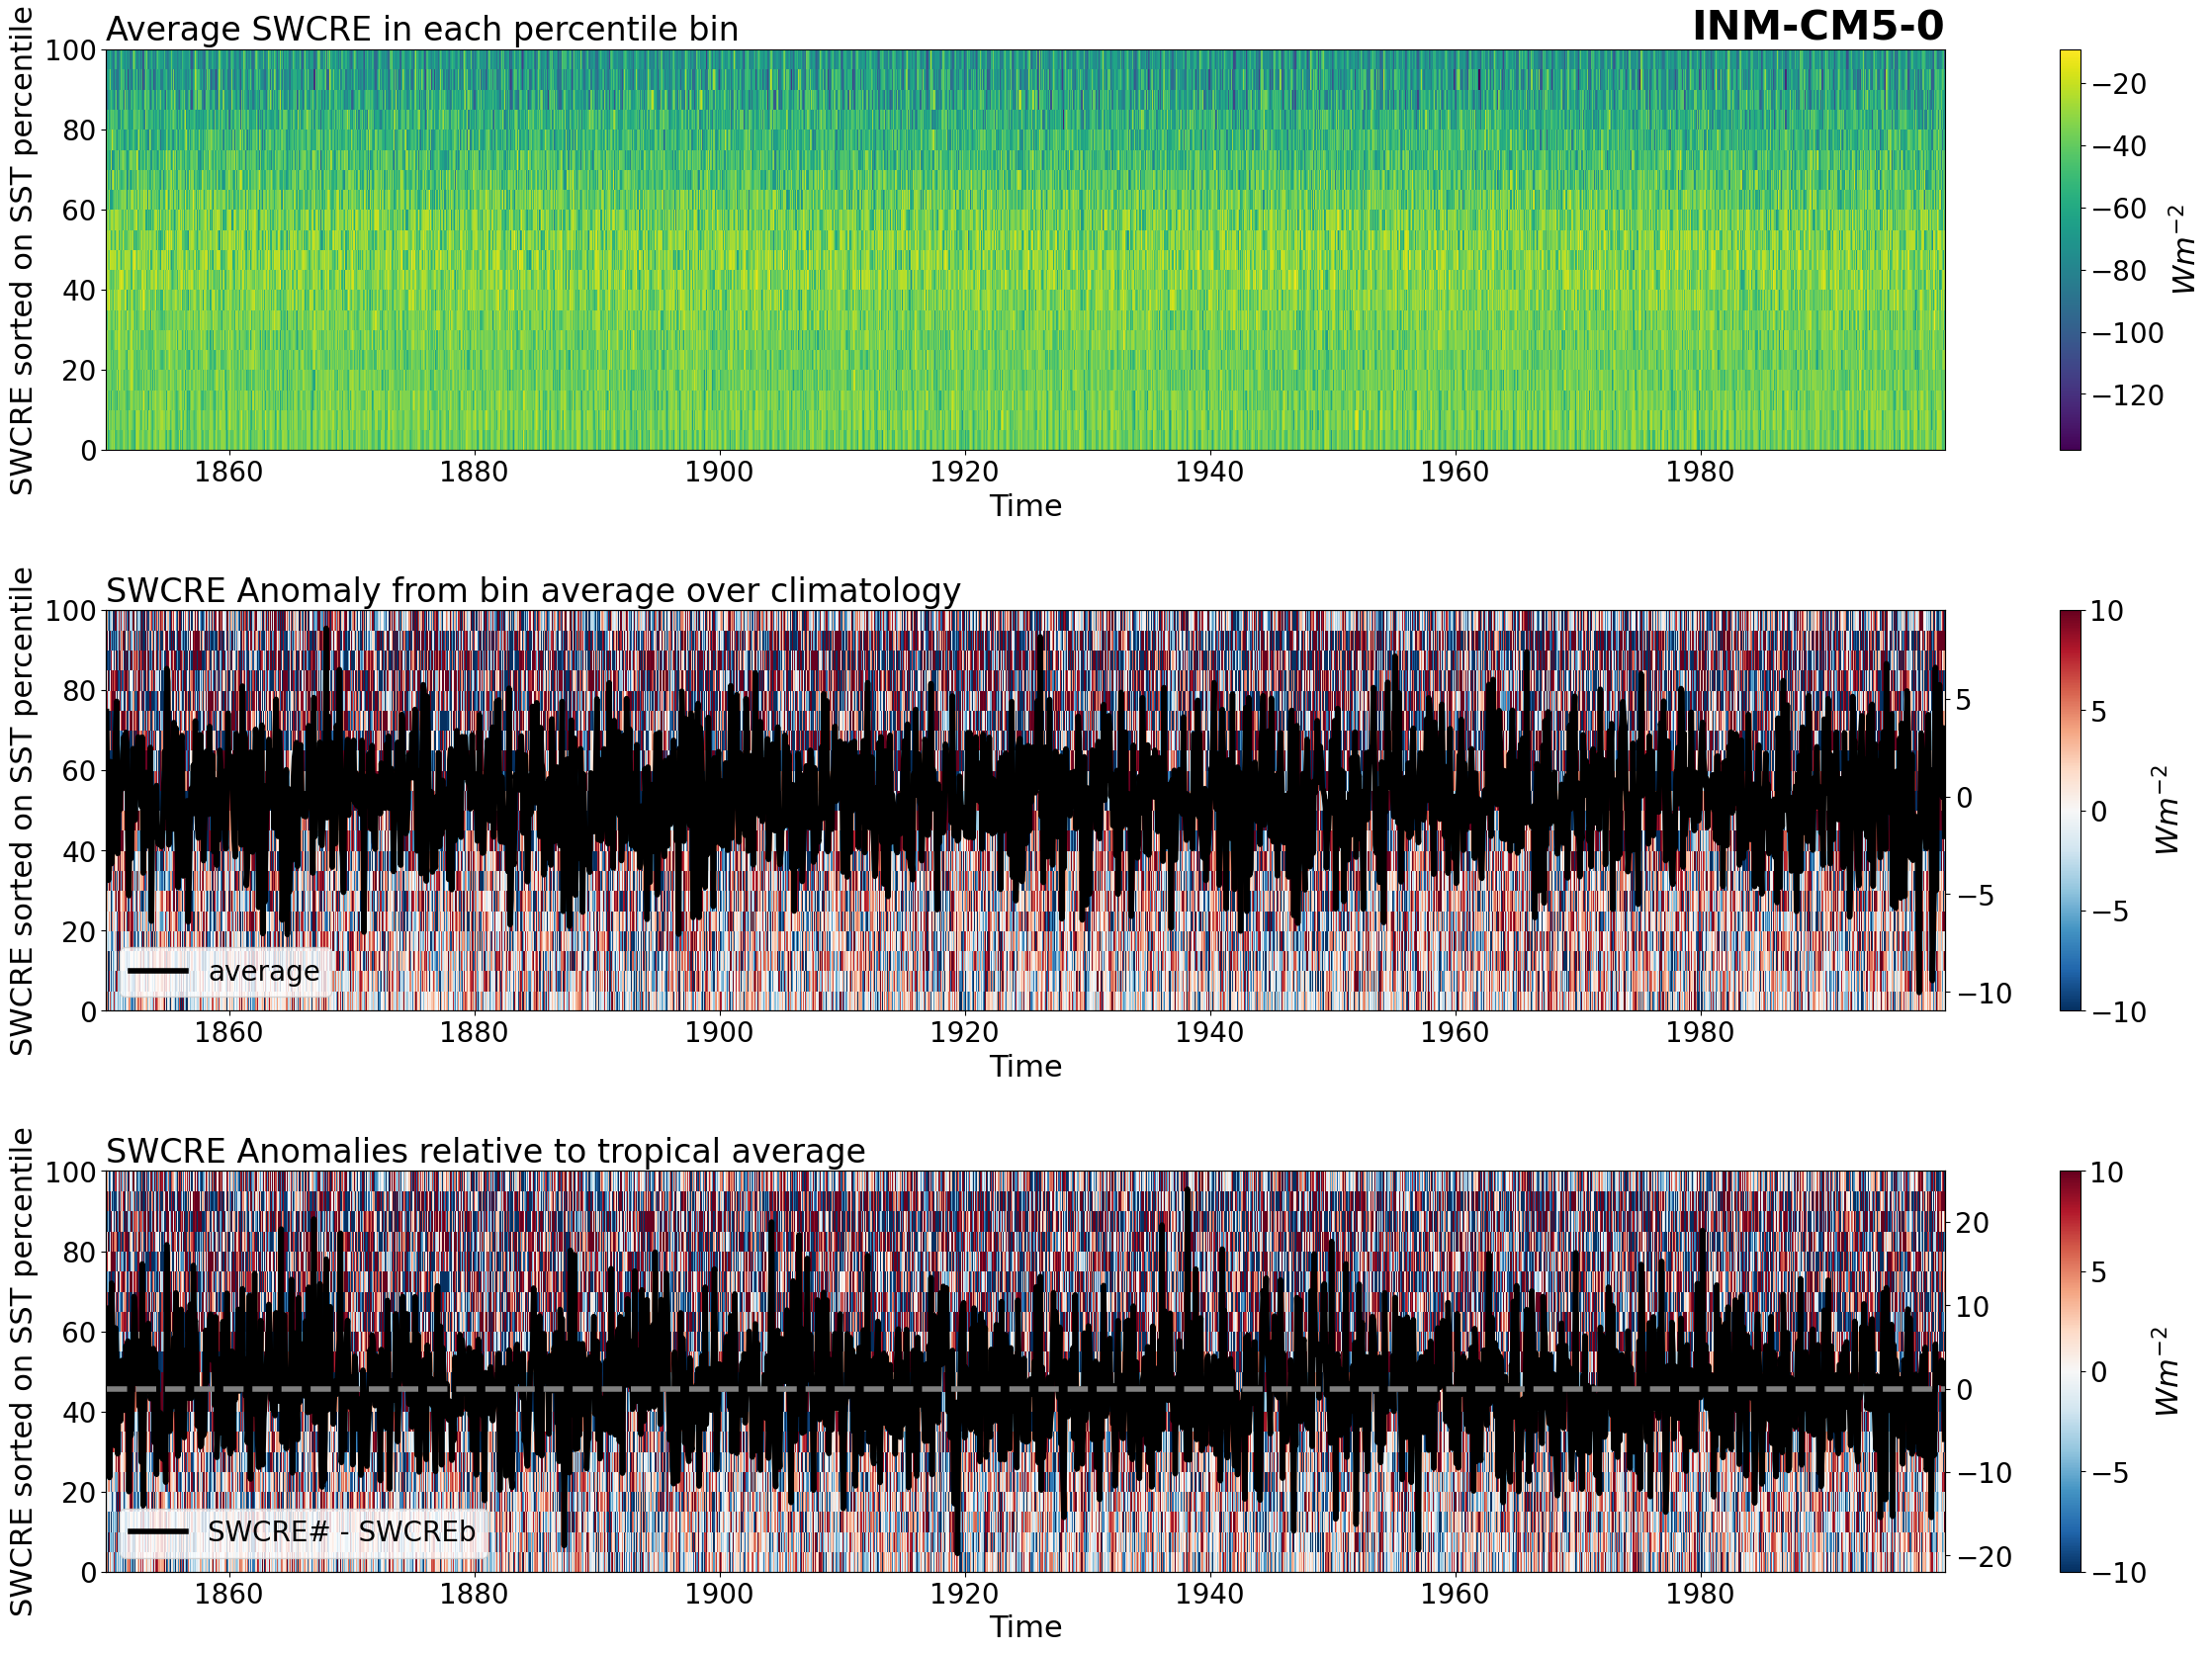 Average SWCRE in each percentile bin
INM-CM5-0
SWCRE sorted on SST percentile
100
80
60
40
20
0
1860 1880 1900 1920 1940 1960 1980
Time
−20
−40
−60
−80
−100
−120
Wm−2
SWCRE Anomaly from bin average over climatology
SWCRE sorted on SST percentile
100
80
60
40
20
0
average
1860 1880 1900 1920 1940 1960 1980
Time
5
0
−5
−10
10
5
0
−5
−10
Wm−2
SWCRE Anomalies relative to tropical average
SWCRE sorted on SST percentile
100
80
60
40
20
0
SWCRE# - SWCREb
1860 1880 1900 1920 1940 1960 1980
Time
20
10
0
−10
−20
10
5
0
−5
−10
Wm−2